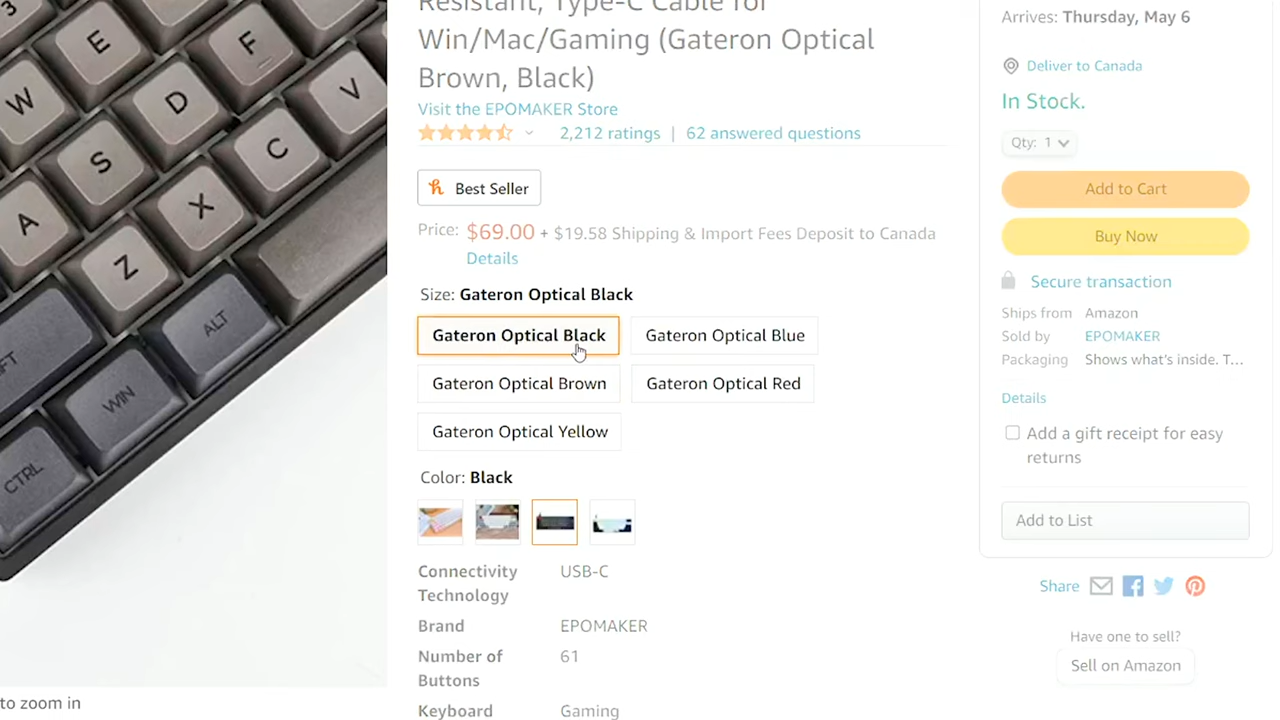 3
E
F
W
D
V
S
C
A
X
Z
ALT
WIN
CTRL
to zoom in
Resistant, Type-C Cable for
Win/Mac/Gaming (Gateron Optical
Brown, Black)
Visit the EPOMAKER Store
2,212 ratings | 62 answered questions
Best Seller
Price: $69.00 + $19.58 Shipping & Import Fees Deposit to Canada
Details
Size: Gateron Optical Black
Gateron Optical Black
Gateron Optical Blue
Gateron Optical Brown
Gateron Optical Red
Gateron Optical Yellow
Color: Black
Connectivity USB-C
Technology
Brand EPOMAKER
Number of 61
Buttons
Keyboard Gaming
Arrives: Thursday, May 6
Deliver to Canada
In Stock.
Qty: 1
Add to Cart
Buy Now
Secure transaction
Ships from Amazon
Sold by EPOMAKER
Packaging Shows what's inside. T...
Details
Add a gift receipt for easy
returns
Add to List
Share
Have one to sell?
Sell on Amazon